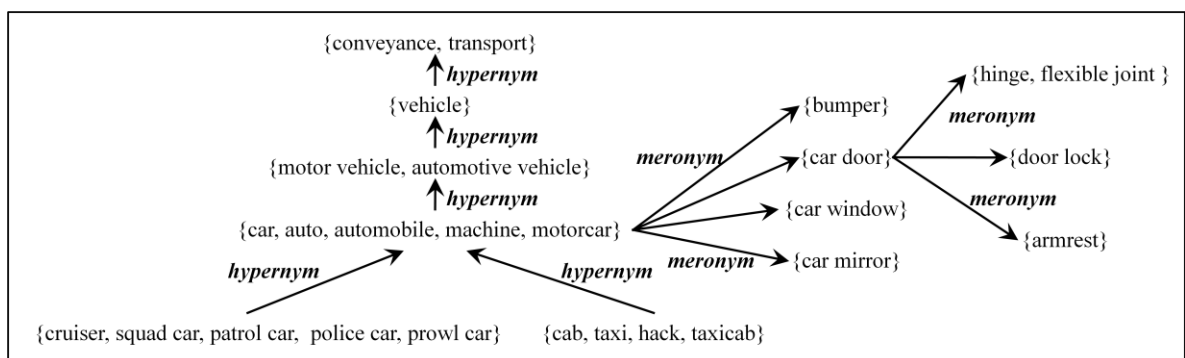 {conveyance, transport}
hypernym
{vehicle}
hypernym
{motor vehicle, automotive vehicle}
hypernym
{car, auto, automobile, machine, motorcar}
hypernym
hypernym
{cruiser, squad car, patrol car,  police car, prowl car}
{cab, taxi, hack, taxicab}
meronym
meronym
{bumper}
{car door}
{car window}
{car mirror}
{hinge, flexible joint }
meronym
{door lock}
meronym
{armrest}